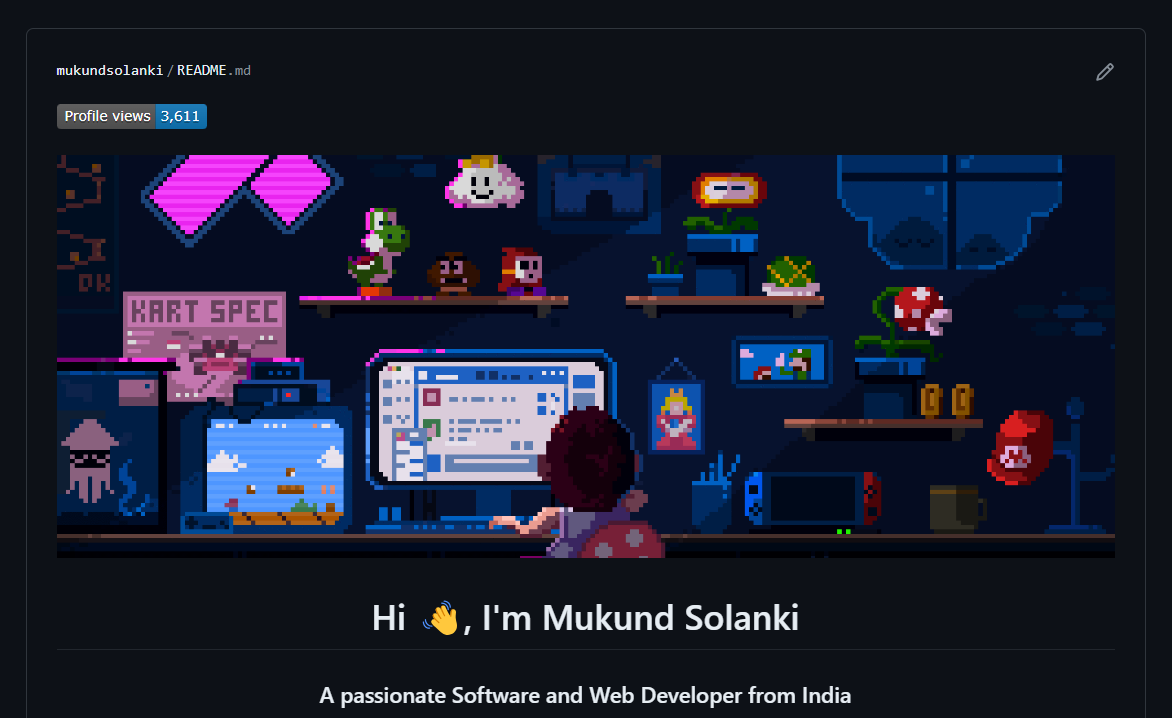 mukundsolanki/README.md
Profile views 3,611
OK
KART SPEC
Hi 👋, I'm Mukund Solanki
A passionate Software and Web Developer from India